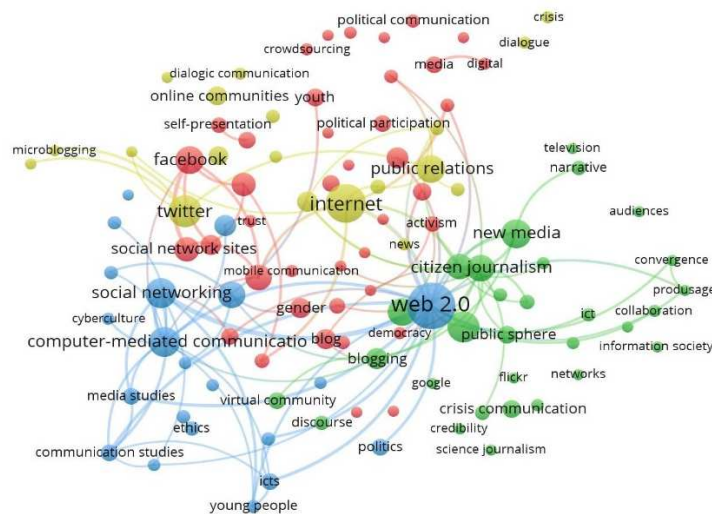 political communication
crisis
crowdsourcing
dialogue
media
digital
dialogic communication
online communities
youth
self-presentation
political participation
television
microblogging
facebook
public relations
narrative
twitter
internet
audiences
trust
activism
new media
social network sites
news
citizen journalism
convergence
mobile communication
social networking
web 2.0
produsage
cyberculture
gender
ict
collaboration
computer-mediated communicatio
blog
democracy
public sphere
information society
blogging
google
flickr
networks
media studies
virtual community
crisis communication
ethics
discourse
credibility
communication studies
politics
science journalism
icts
young people